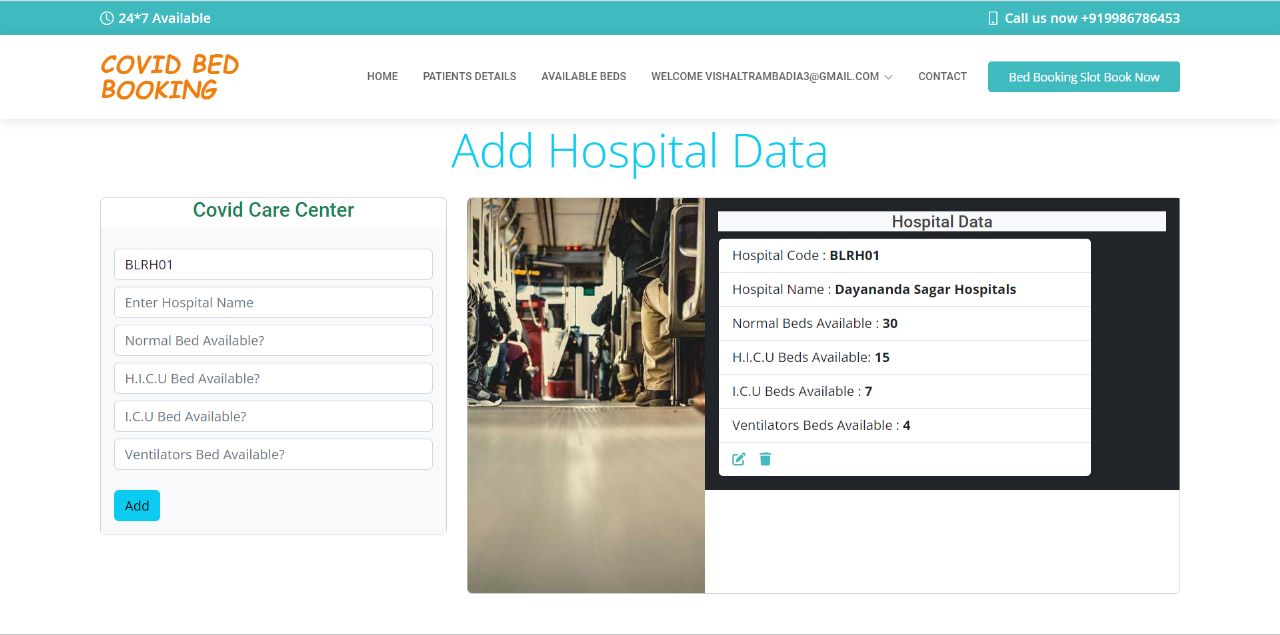 24*7 Available
Call us now +919986786453
COVID BED
BOOKING
HOME
PATIENTS DETAILS
AVAILABLE BEDS
WELCOME VISHALTRAMBADIA3@GMAIL.COM
CONTACT
Bed Booking Slot Book Now
Add Hospital Data
Covid Care Center
BLRH01
Enter Hospital Name
Normal Bed Available?
H.I.C.U Bed Available?
I.C.U Bed Available?
Ventilators Bed Available?
Add
Hospital Data
Hospital Code : BLRH01
Hospital Name : Dayananda Sagar Hospitals
Normal Beds Available : 30
H.I.C.U Beds Available: 15
I.C.U Beds Available : 7
Ventilators Beds Available : 4